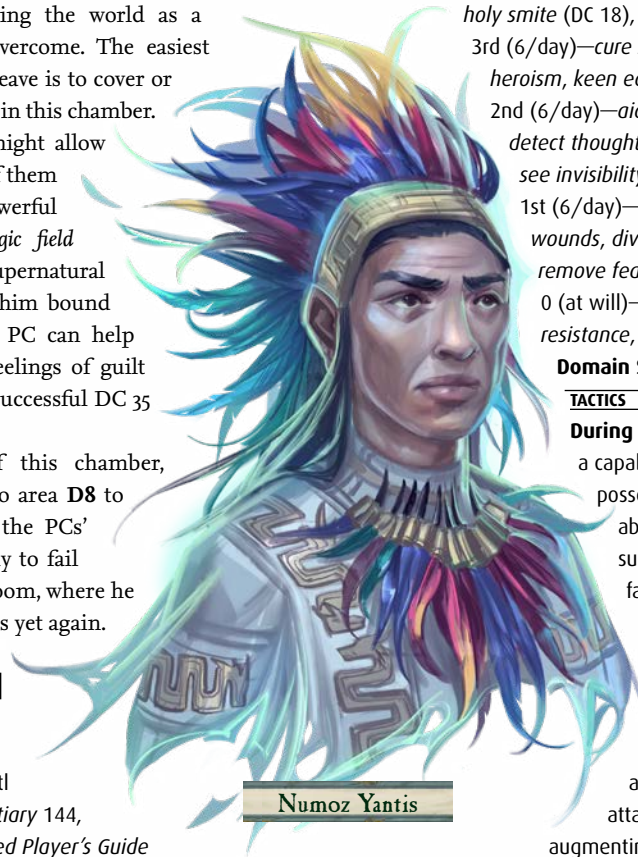 ing the world as a
vercome. The easiest
eave is to cover or
in this chamber.
night allow
f them
werful
gic field
upernatural
him bound
PC can help
eelings of guilt
uccessful DC 35
f this chamber,
o area D8 to
the PCs’
y to fail
oom, where he
s yet again.
tl
tiary 144,
ed Player’s Guide
holy smite (DC 18),
3rd (6/day)—cure
heroism, keen ed
2nd (6/day)—aid
detect thought
see invisibility
1st (6/day)—
wounds, div
remove fea
0 (at will)—
resistance,
Domain S
TACTICS
During
a capab
posse
ab
su
fa
a
atta
augmentin
Numoz Yantis